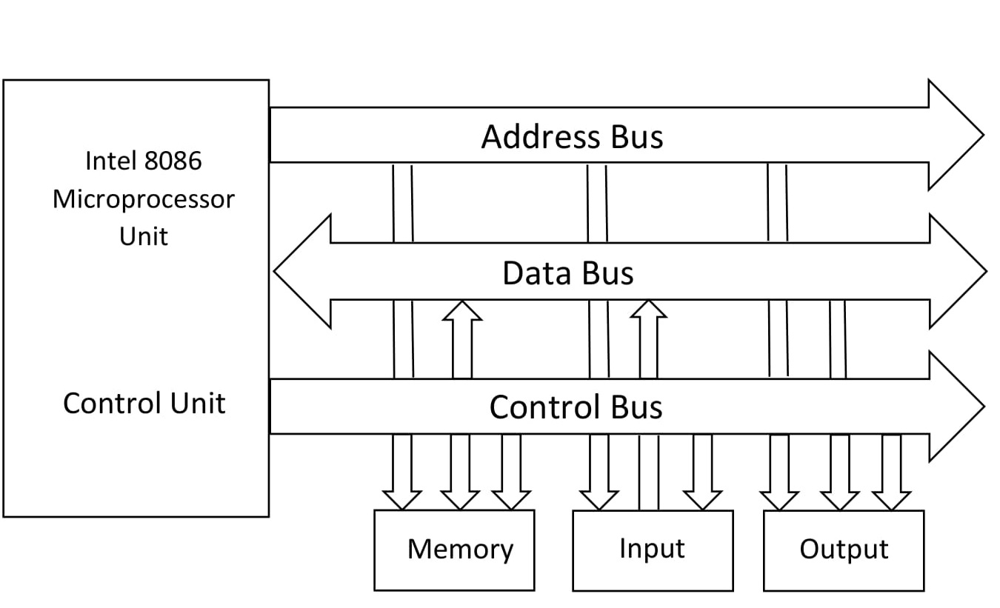 Address Bus
Intel 8086
Microprocessor
Unit
Data Bus
Control Unit
Control Bus
Memory
Input
Output